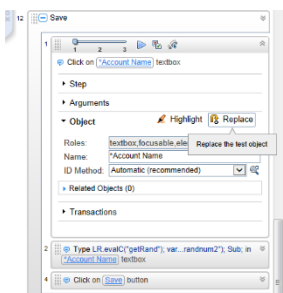 12 Save
1
1 2 3
Click on *Account Name textbox
Step
Arguments
Object Highlight Replace
Replace the test object
Roles: textbox,focusable,ele
Name: *Account Name
ID Method: Automatic (recommended)
Related Objects (0)
Transactions
2 Type LR.evalC("getRand"); var...randnum2"); Sub; in
*Account Name textbox
4 Click on Save button